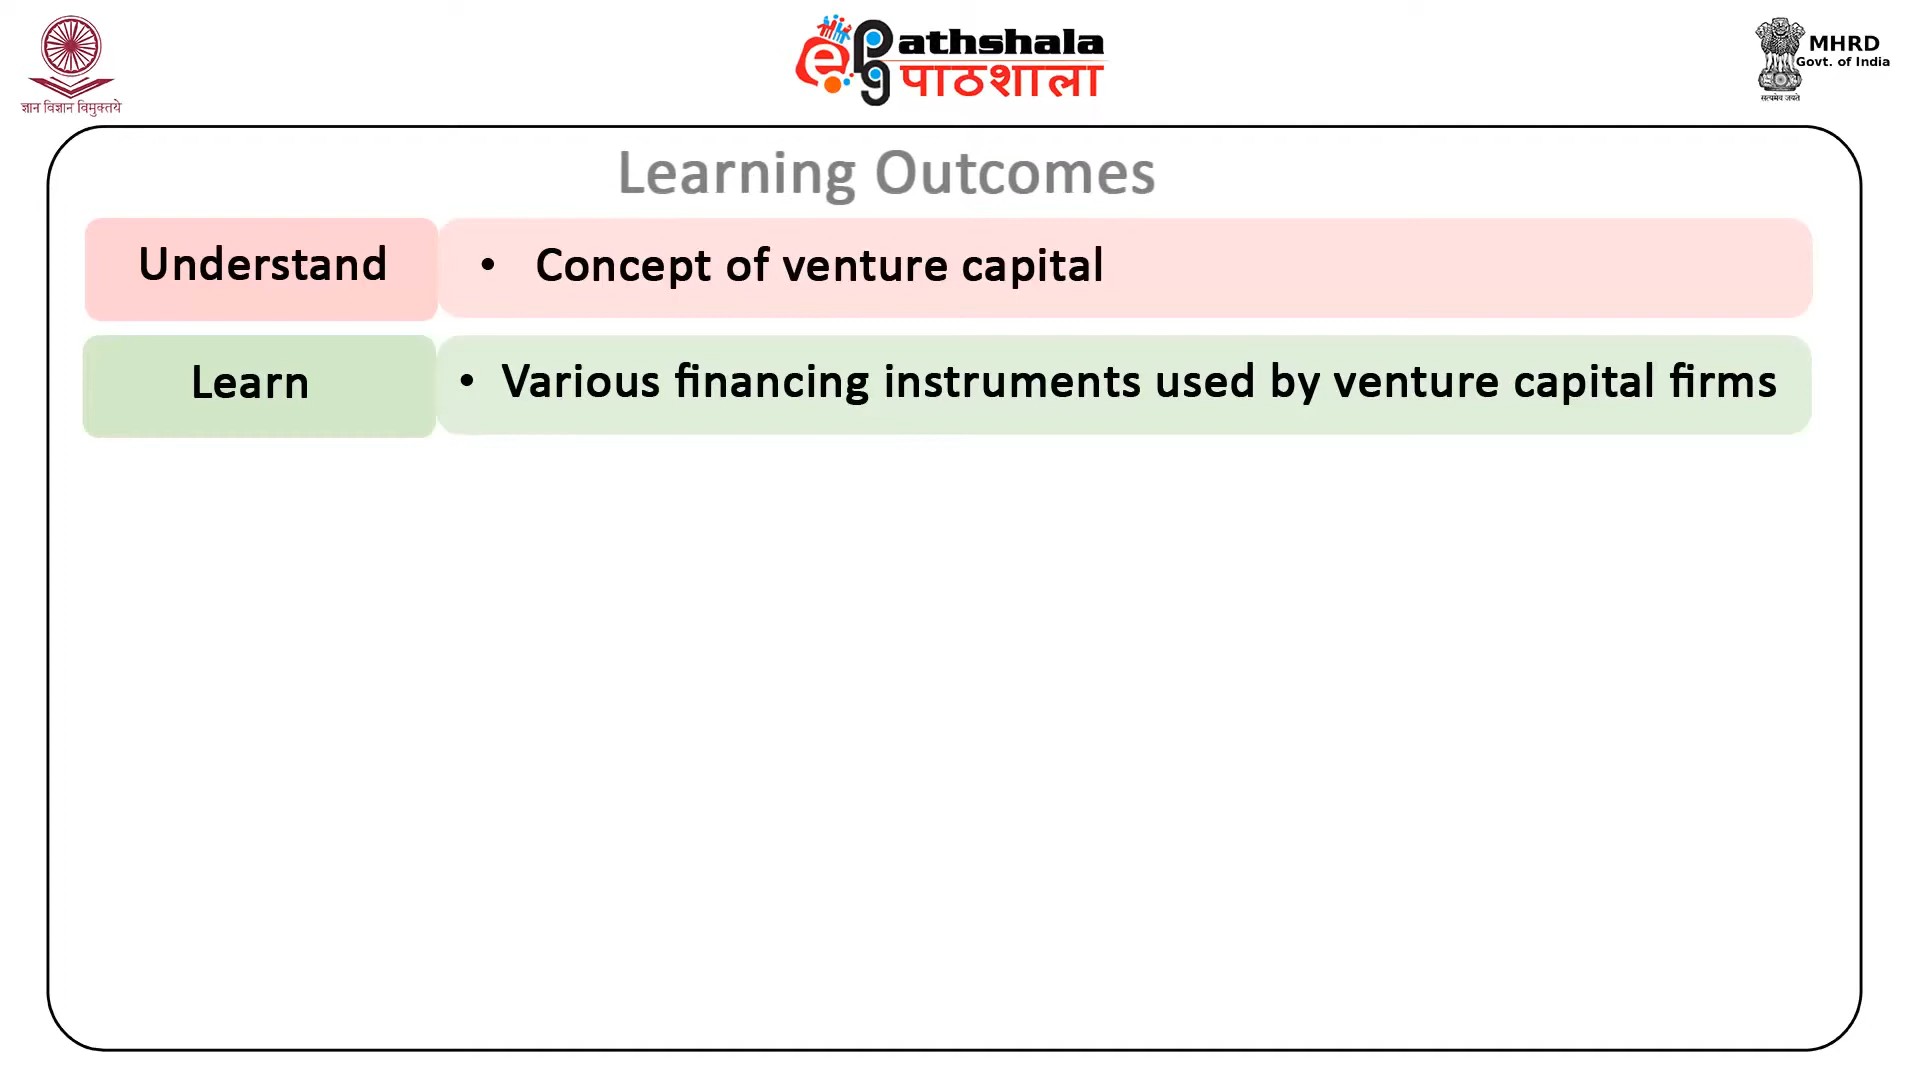 ज्ञान विज्ञान विमुक्तये
ePg Pathshala
पाठशाला
MHRD
Govt. of India
सत्यमेव जयते
Learning Outcomes
Understand
• Concept of venture capital
Learn
• Various financing instruments used by venture capital firms